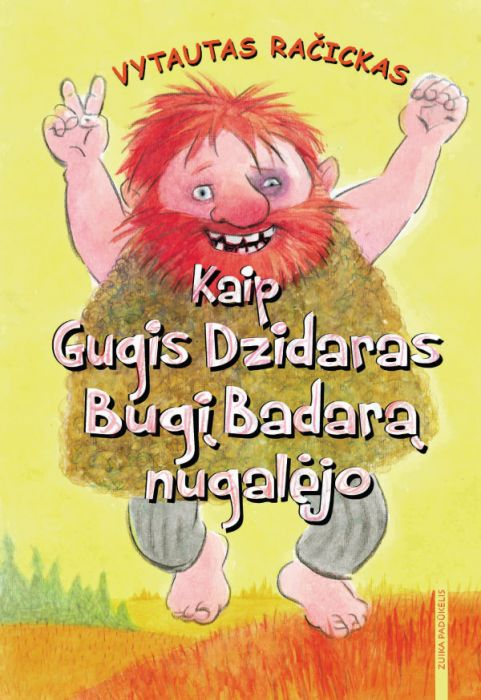 VYTAUTAS RAČICKAS
Kaip
Gugis Dzidaras
Bugį Badarą
nugalėjo
ZUIKA PADŪKĖLIS